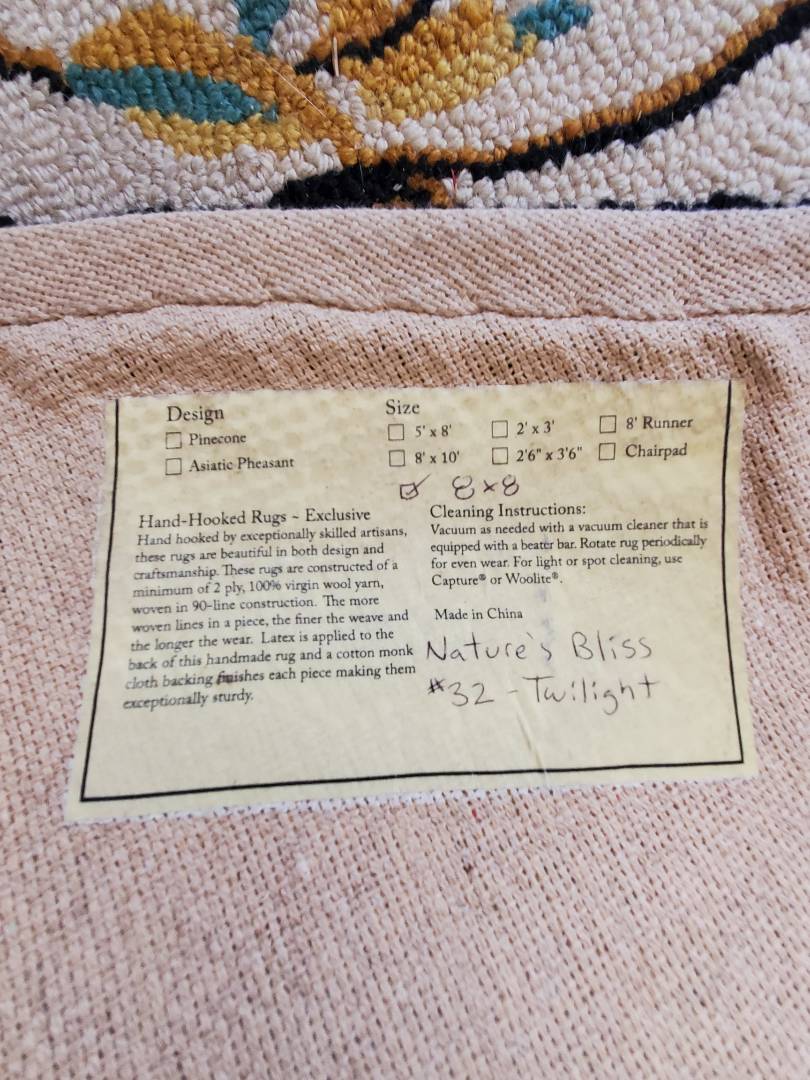 Design
☐ Pinecone
☐ Asiatic Pheasant
Size
☐ 5' x 8' ☐ 2' x 3' ☐ 8' Runner
☐ 8' x 10' ☐ 2'6" x 3'6" ☐ Chairpad
☑ 8x8
Hand-Hooked Rugs ~ Exclusive
Hand hooked by exceptionally skilled artisans,
these rugs are beautiful in both design and
craftsmanship. These rugs are constructed of a
minimum of 2 ply, 100% virgin wool yarn,
woven in 90-line construction. The more
woven lines in a piece, the finer the weave and
the longer the wear. Latex is applied to the
back of this handmade rug and a cotton monk
cloth backing finishes each piece making them
exceptionally sturdy.
Cleaning Instructions:
Vacuum as needed with a vacuum cleaner that is
equipped with a beater bar. Rotate rug periodically
for even wear. For light or spot cleaning, use
Capture® or Woolite®.
Made in China
Nature's Bliss
#32 - Twilight